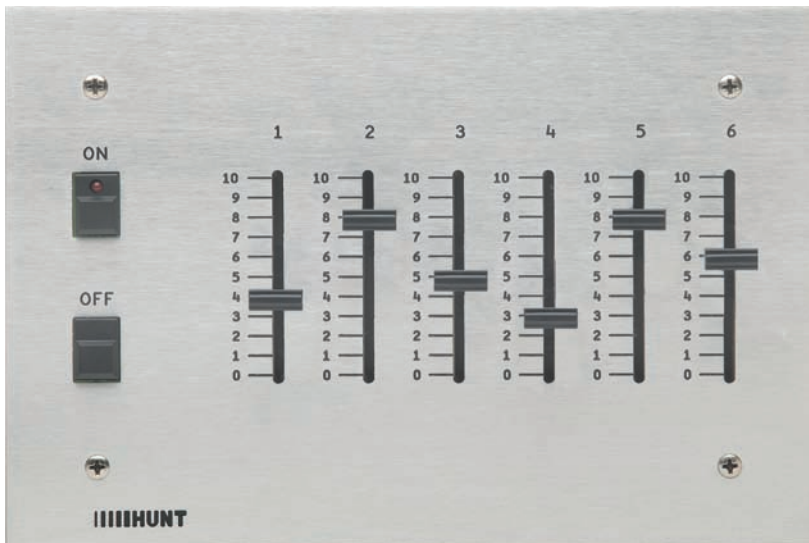 1 2 3 4 5 6
ON
10 10 10 10 10 10
9 9 9 9 9 9
8 8 8 8 8 8
7 7 7 7 7 7
6 6 6 6 6 6
5 5 5 5 5 5
4 4 4 4 4 4
OFF
3 3 3 3 3 3
2 2 2 2 2 2
1 1 1 1 1 1
0 0 0 0 0 0
HUNT